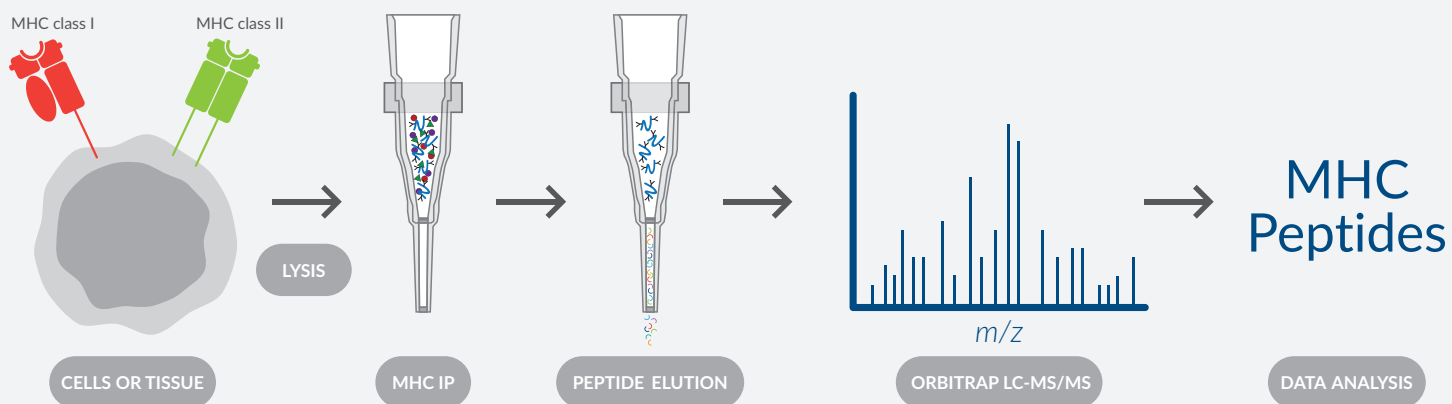 MHC class I
MHC class II
LYSIS
m/z
MHC
Peptides
CELLS OR TISSUE
MHC IP
PEPTIDE ELUTION
ORBITRAP LC-MS/MS
DATA ANALYSIS